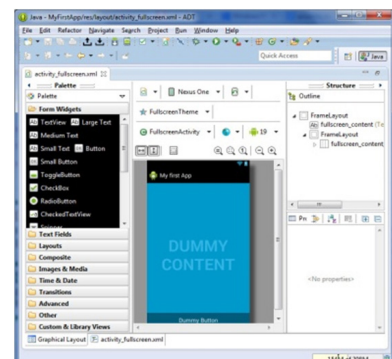 Java - MyFirstApp/res/layout/activity_fullscreen.xml - ADT
File Edit Refactor Navigate Search Project Run Window Help
Quick Access
Java
activity_fullscreen.xml
Palette
Palette
Form Widgets
TextView Large Text
Medium Text
Small Text Button
Small Button
ToggleButton
CheckBox
RadioButton
CheckedTextView
Spinner
Text Fields
Layouts
Composite
Images & Media
Time & Date
Transitions
Advanced
Other
Custom & Library Views
Graphical Layout activity_fullscreen.xml
Nexus One
FullscreenTheme
FullscreenActivity 19
My first App
DUMMY
CONTENT
Dummy Button
Structure
Outline
FrameLayout
fullscreen_content (Te
FrameLayout
fullscreen_content
Pr
<No properties>